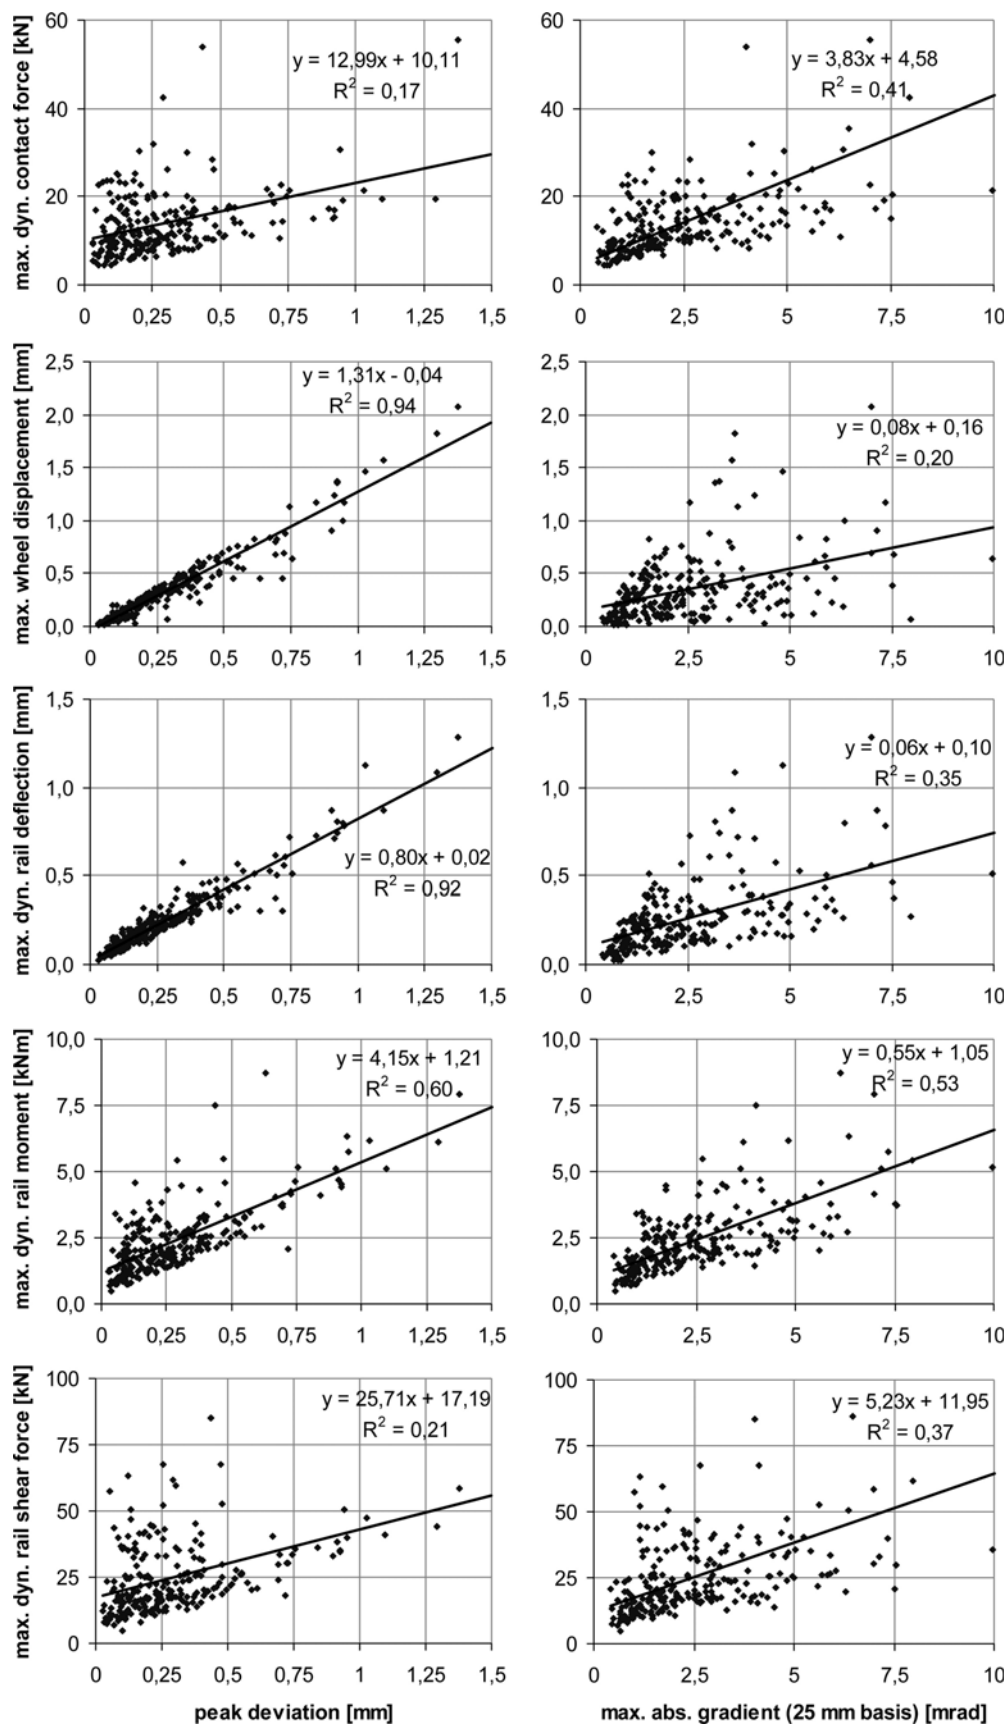 max. dyn. contact force [kN]
60
40
20
0
y = 12,99x + 10,11
R² = 0,17
0 0,25 0,5 0,75 1 1,25 1,5
60
40
20
0
y = 3,83x + 4,58
R² = 0,41
0 2,5 5 7,5 10
max. wheel displacement [mm]
2,5
2,0
1,5
1,0
0,5
0,0
y = 1,31x - 0,04
R² = 0,94
0 0,25 0,5 0,75 1 1,25 1,5
2,5
2,0
1,5
1,0
0,5
0,0
y = 0,08x + 0,16
R² = 0,20
0 2,5 5 7,5 10
max. dyn. rail deflection [mm]
1,5
1,0
0,5
0,0
y = 0,80x + 0,02
R² = 0,92
0 0,25 0,5 0,75 1 1,25 1,5
1,5
1,0
0,5
0,0
y = 0,06x + 0,10
R² = 0,35
0 2,5 5 7,5 10
max. dyn. rail moment [kNm]
10,0
7,5
5,0
2,5
0,0
y = 4,15x + 1,21
R² = 0,60
0 0,25 0,5 0,75 1 1,25 1,5
10,0
7,5
5,0
2,5
0,0
y = 0,55x + 1,05
R² = 0,53
0 2,5 5 7,5 10
max. dyn. rail shear force [kN]
100
75
50
25
0
y = 25,71x + 17,19
R² = 0,21
0 0,25 0,5 0,75 1 1,25 1,5
peak deviation [mm]
100
75
50
25
0
y = 5,23x + 11,95
R² = 0,37
0 2,5 5 7,5 10
max. abs. gradient (25 mm basis) [mrad]